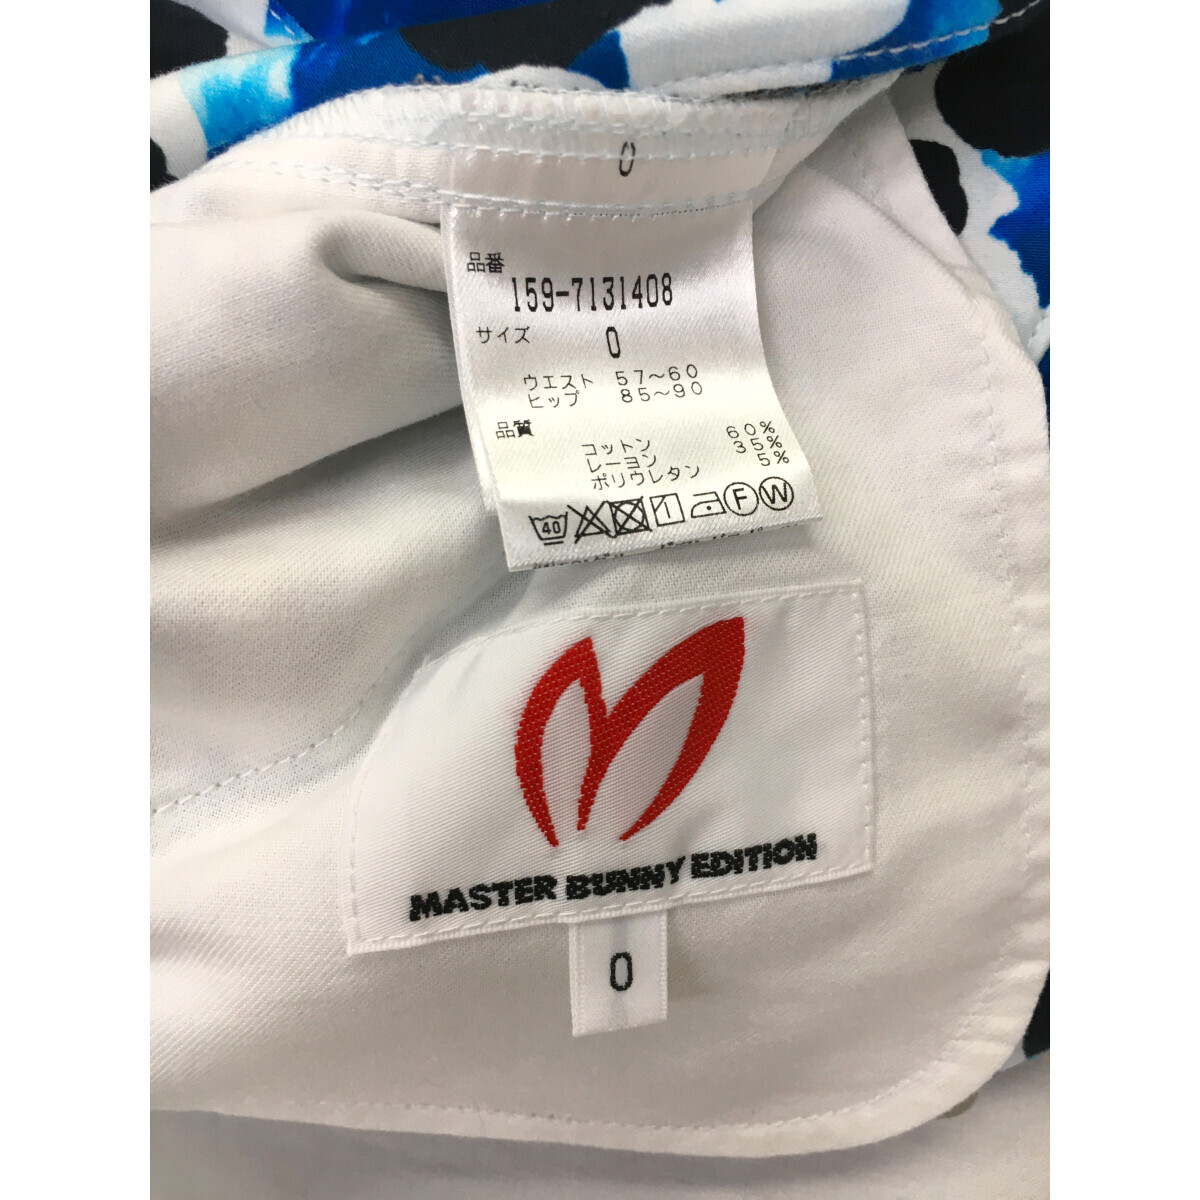 0
品番
159-7131408
サイズ
0
ウエスト 57～60
ヒップ 85～90
品質
コットン 60%
レーヨン 35%
ポリウレタン 5%
40 F W
MASTER BUNNY EDITION
0